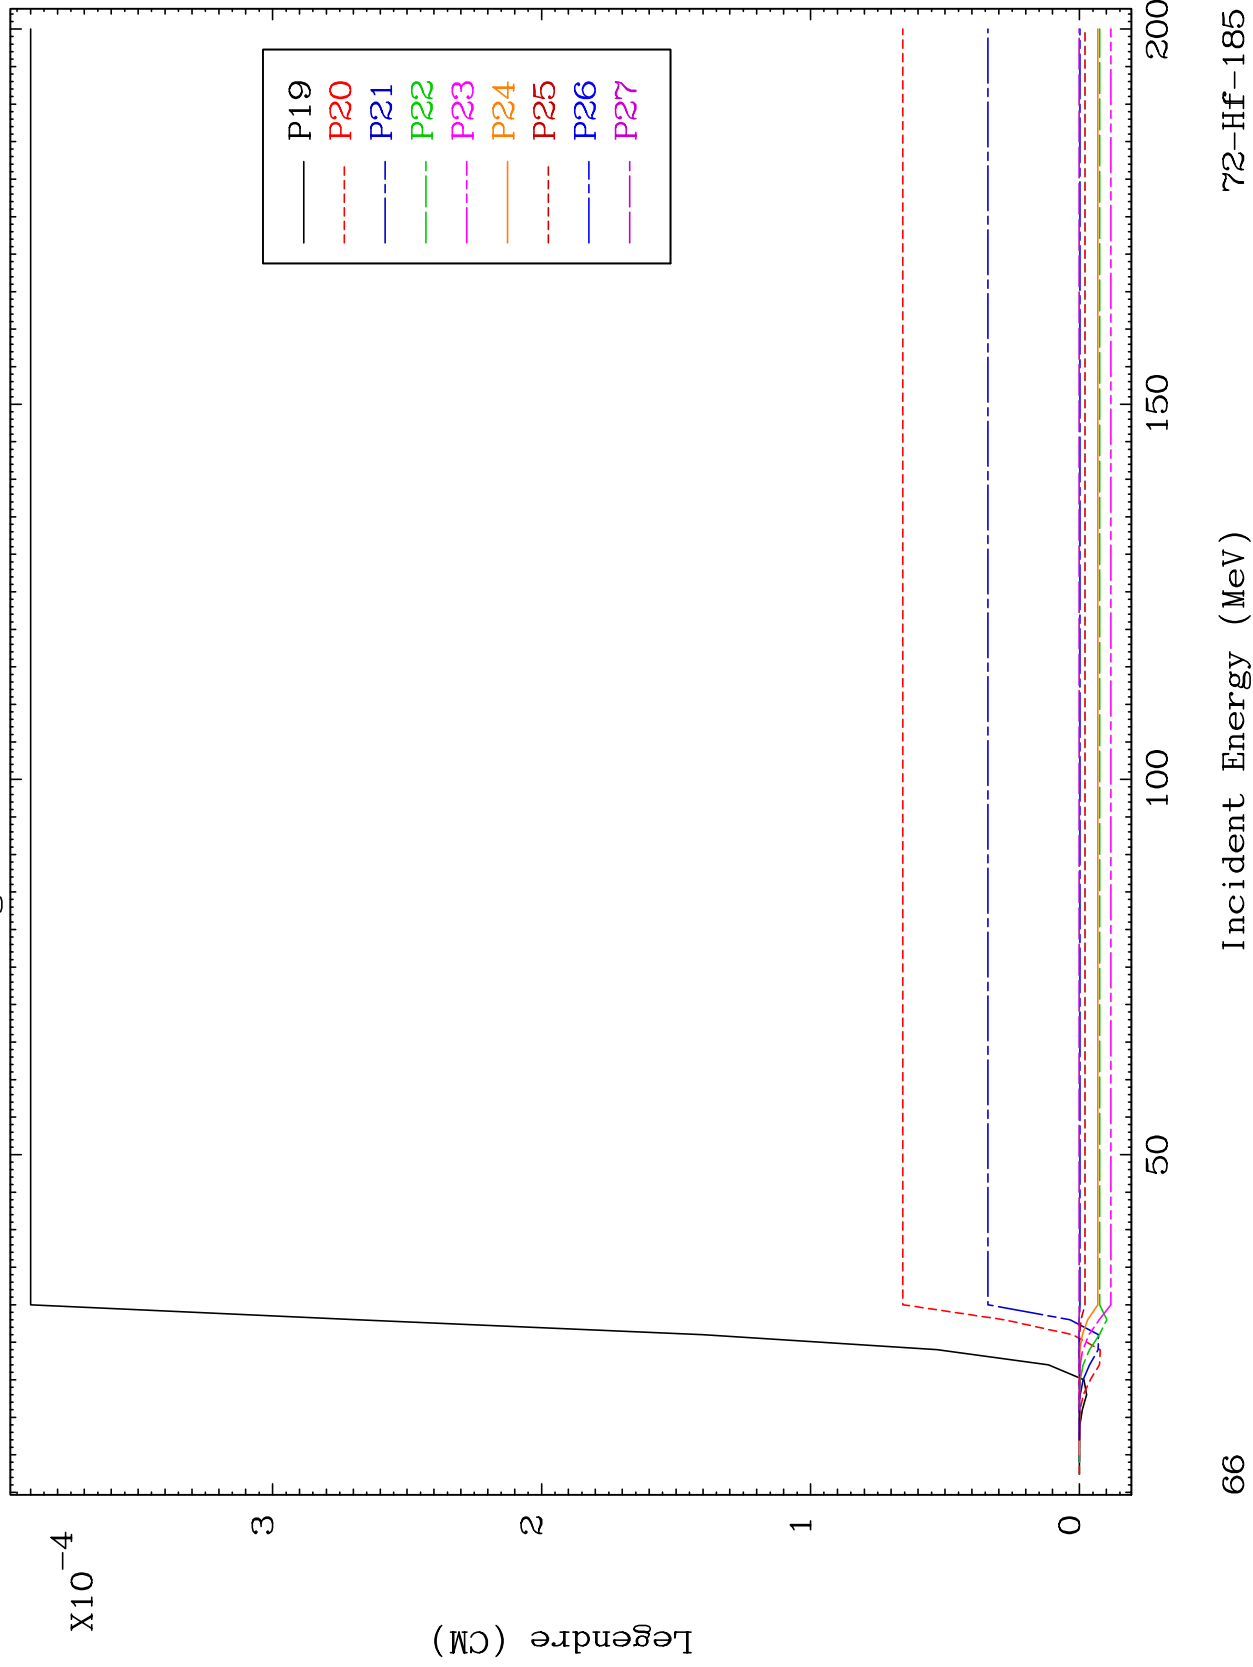 X10-4
3
2
1
0
Legendre (CM)
50
100
150
200
Incident Energy (MeV)
P19
P20
P21
P22
P23
P24
P25
P26
P27
66
72-Hf-185